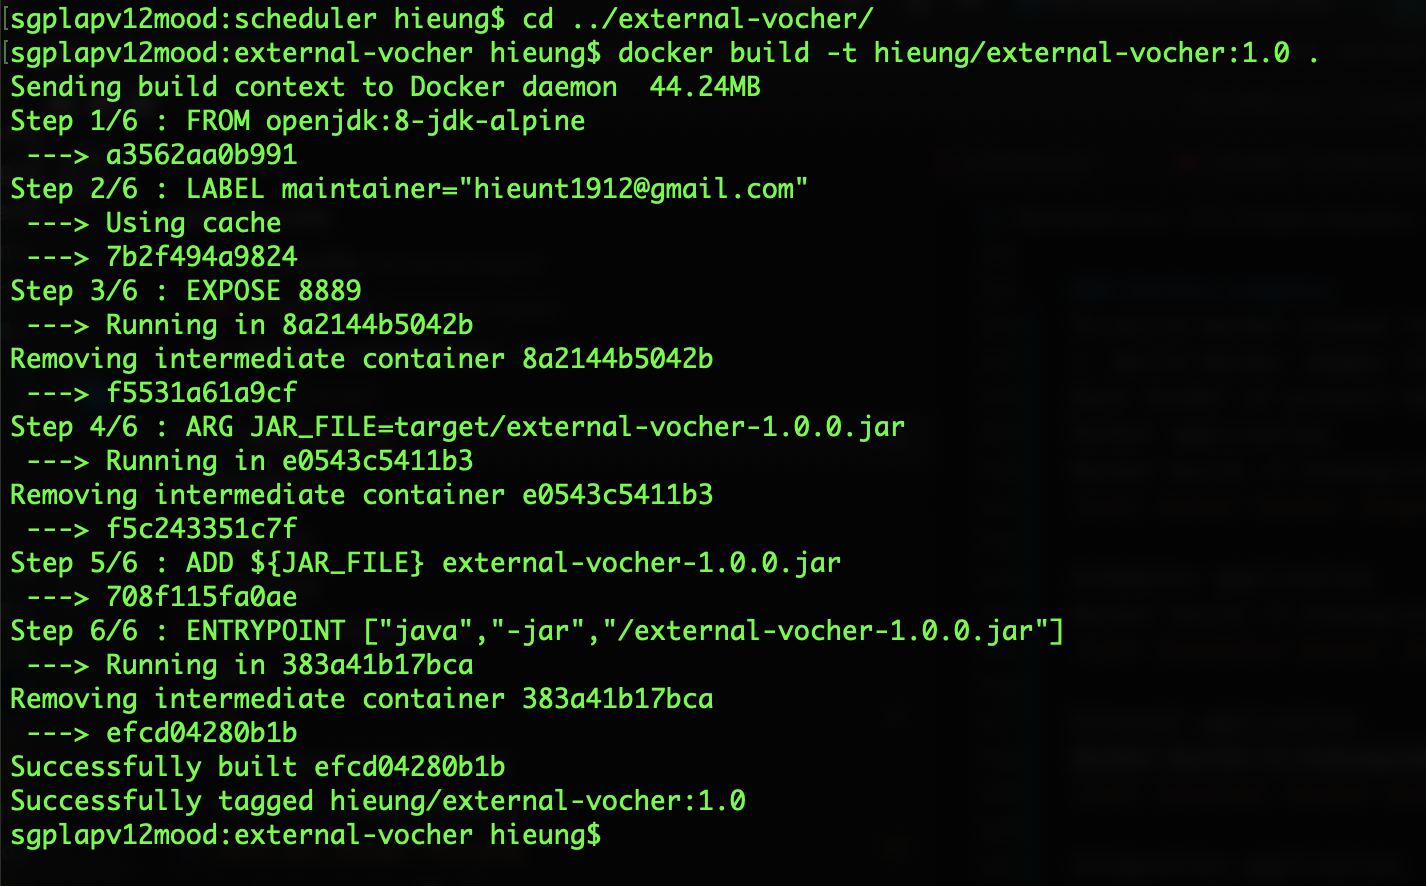 [sgplapv12mood:scheduler hieung$ cd ../external-vocher/
[sgplapv12mood:external-vocher hieung$ docker build -t hieung/external-vocher:1.0 .
Sending build context to Docker daemon  44.24MB
Step 1/6 : FROM openjdk:8-jdk-alpine
 ---> a3562aa0b991
Step 2/6 : LABEL maintainer="hieunt1912@gmail.com"
 ---> Using cache
 ---> 7b2f494a9824
Step 3/6 : EXPOSE 8889
 ---> Running in 8a2144b5042b
Removing intermediate container 8a2144b5042b
 ---> f5531a61a9cf
Step 4/6 : ARG JAR_FILE=target/external-vocher-1.0.0.jar
 ---> Running in e0543c5411b3
Removing intermediate container e0543c5411b3
 ---> f5c243351c7f
Step 5/6 : ADD ${JAR_FILE} external-vocher-1.0.0.jar
 ---> 708f115fa0ae
Step 6/6 : ENTRYPOINT ["java","-jar","/external-vocher-1.0.0.jar"]
 ---> Running in 383a41b17bca
Removing intermediate container 383a41b17bca
 ---> efcd04280b1b
Successfully built efcd04280b1b
Successfully tagged hieung/external-vocher:1.0
sgplapv12mood:external-vocher hieung$